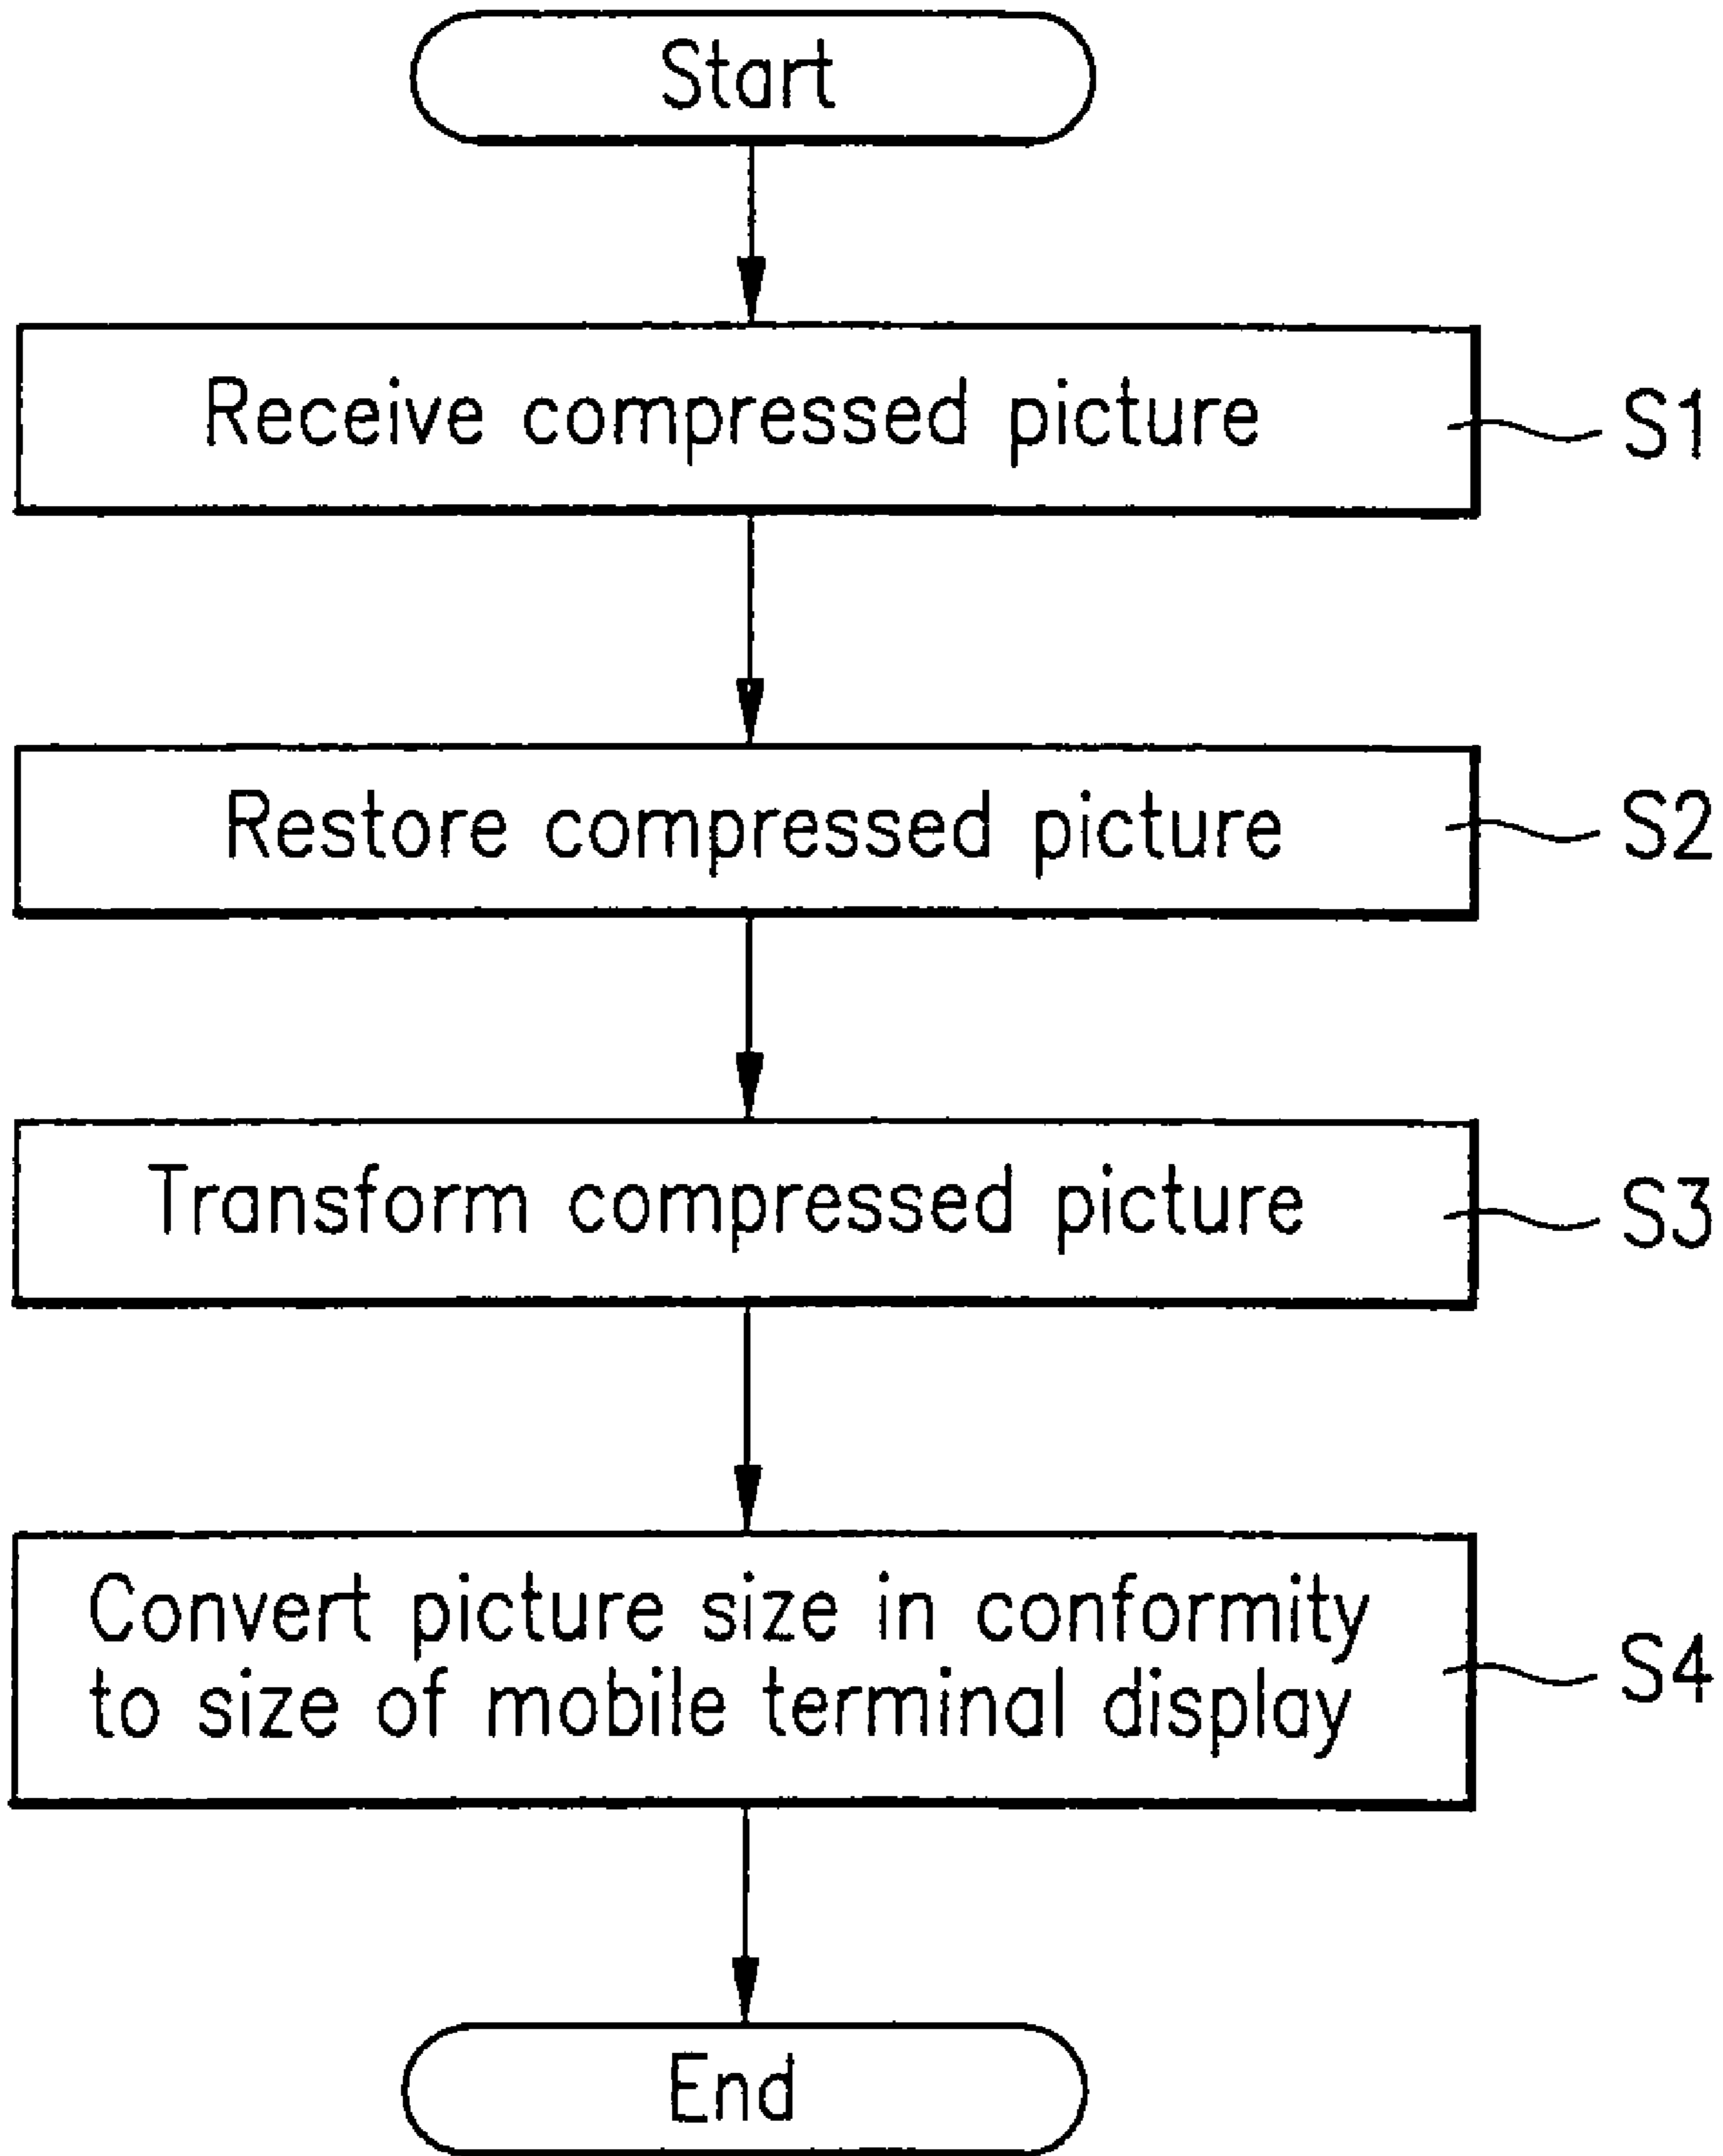 Start
Receive compressed picture
S1
Restore compressed picture
S2
Transform compressed picture
S3
Convert picture size in conformity
to size of mobile terminal display
S4
End